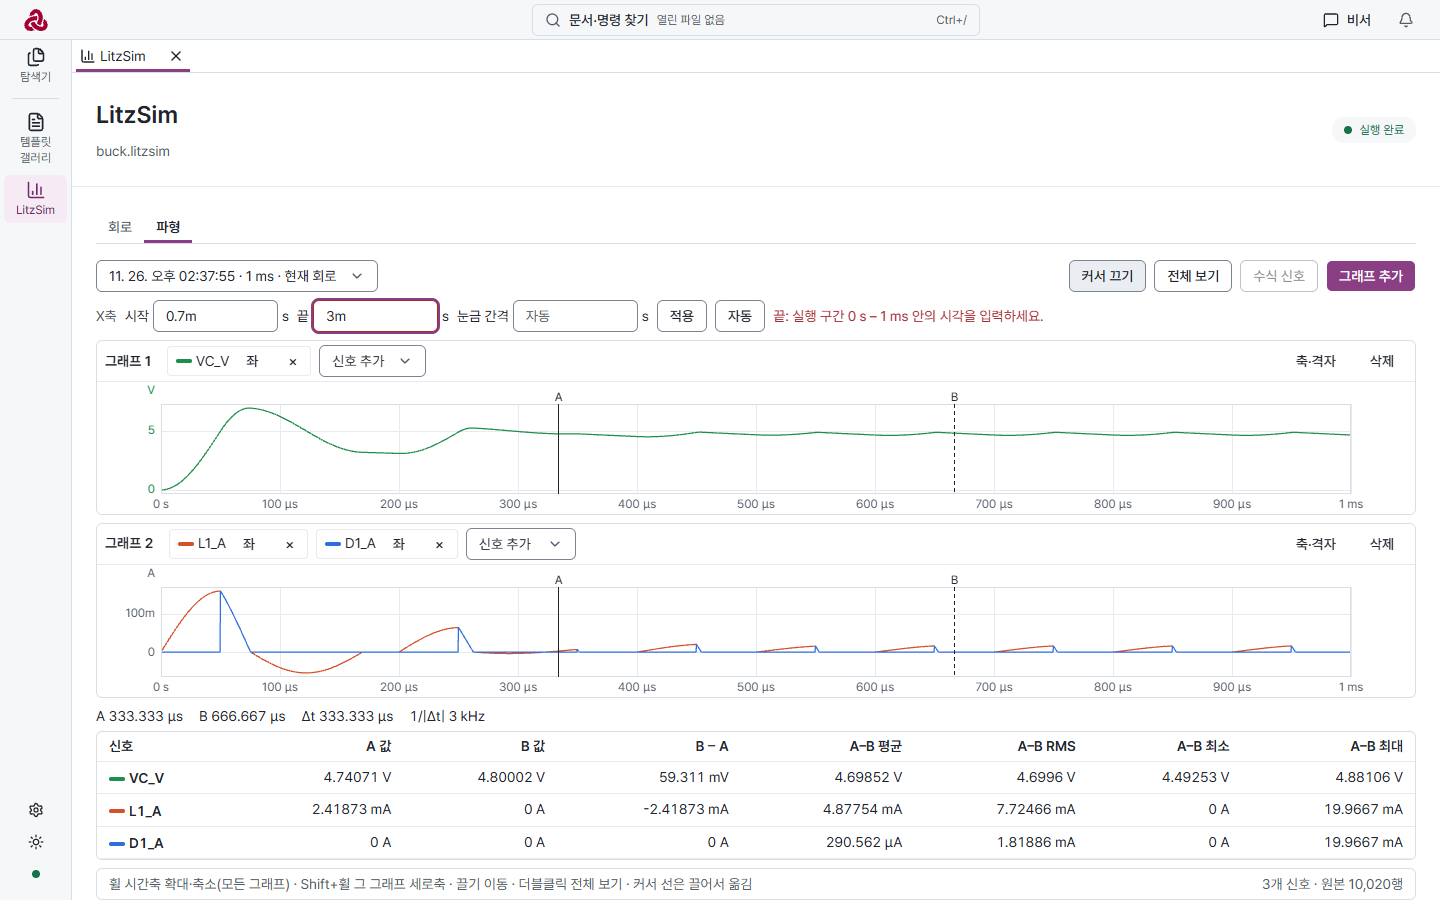 문서·명령 찾기 열린 파일 없음 Ctrl+/
비서
탐색기
템플릿
갤러리
LitzSim
LitzSim
LitzSim
buck.litzsim
실행 완료
회로 파형
11. 26. 오후 02:37:55 · 1 ms · 현재 회로
커서 끄기 전체 보기 수식 신호 그래프 추가
X축 시작 0.7m s 끝 3m s 눈금 간격 자동 s 적용 자동 끝: 실행 구간 0 s – 1 ms 안의 시각을 입력하세요.
그래프 1 VC_V 좌 × 신호 추가 축·격자 삭제
V
A B
5
0
0 s 100 µs 200 µs 300 µs 400 µs 500 µs 600 µs 700 µs 800 µs 900 µs 1 ms
그래프 2 L1_A 좌 × D1_A 좌 × 신호 추가 축·격자 삭제
A
A B
100m
0
0 s 100 µs 200 µs 300 µs 400 µs 500 µs 600 µs 700 µs 800 µs 900 µs 1 ms
A 333.333 µs B 666.667 µs Δt 333.333 µs 1/|Δt| 3 kHz
신호 A 값 B 값 B − A A–B 평균 A–B RMS A–B 최소 A–B 최대
VC_V 4.74071 V 4.80002 V 59.311 mV 4.69852 V 4.6996 V 4.49253 V 4.88106 V
L1_A 2.41873 mA 0 A -2.41873 mA 4.87754 mA 7.72466 mA 0 A 19.9667 mA
D1_A 0 A 0 A 0 A 290.562 µA 1.81886 mA 0 A 19.9667 mA
휠 시간축 확대·축소(모든 그래프) · Shift+휠 그 그래프 세로축 · 끌기 이동 · 더블클릭 전체 보기 · 커서 선은 끌어서 옮김
3개 신호 · 원본 10,020행